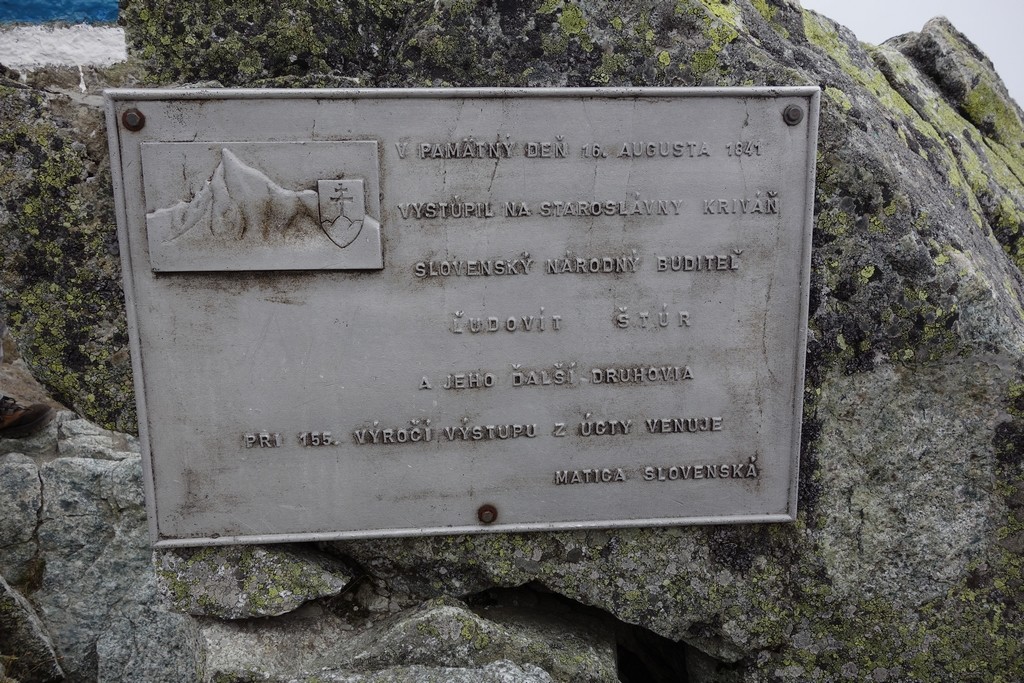 V PAMÄTNÝ DEŇ 16. AUGUSTA 1841
VYSTÚPIL NA STAROSLÁVNY KRIVÁŇ
SLOVENSKÝ NÁRODNÝ BUDITEĽ
ĽUDOVÍT ŠTÚR
A JEHO ĎALŠÍ DRUHOVIA
PRI 155. VÝROČÍ VÝSTUPU Z ÚCTY VENUJE
MATICA SLOVENSKÁ